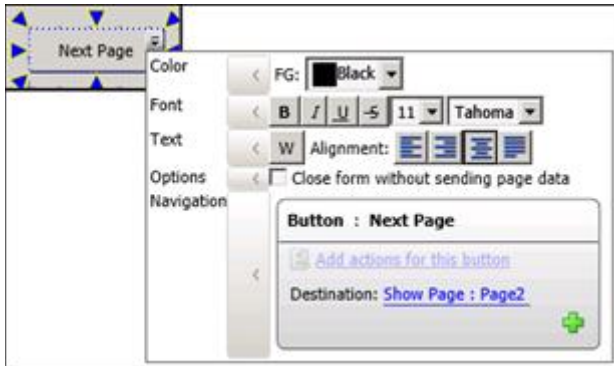 Next Page
Color
FG: Black
Font
B I U S 11 Tahoma
Text
W Alignment:
Options
Close form without sending page data
Navigation
Button : Next Page
Add actions for this button
Destination: Show Page : Page2